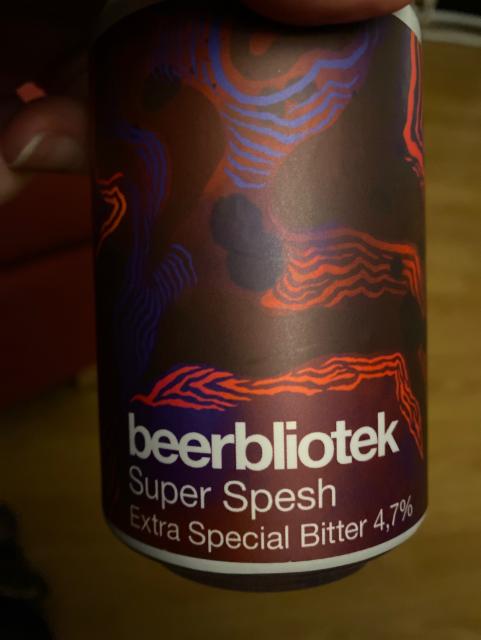 beerbliotek
Super Spesh
Extra Special Bitter 4,7%